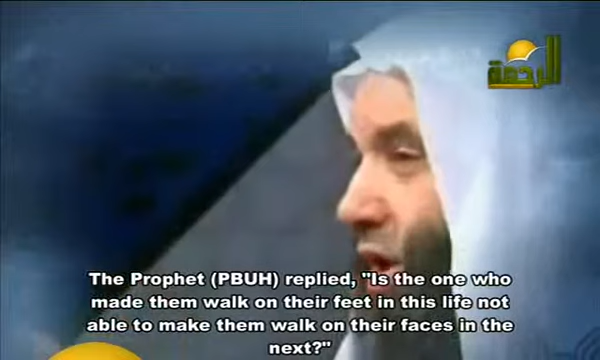 الرحمة
The Prophet (PBUH) replied, "Is the one who
made them walk on their feet in this life not
able to make them walk on their faces in the
next?"